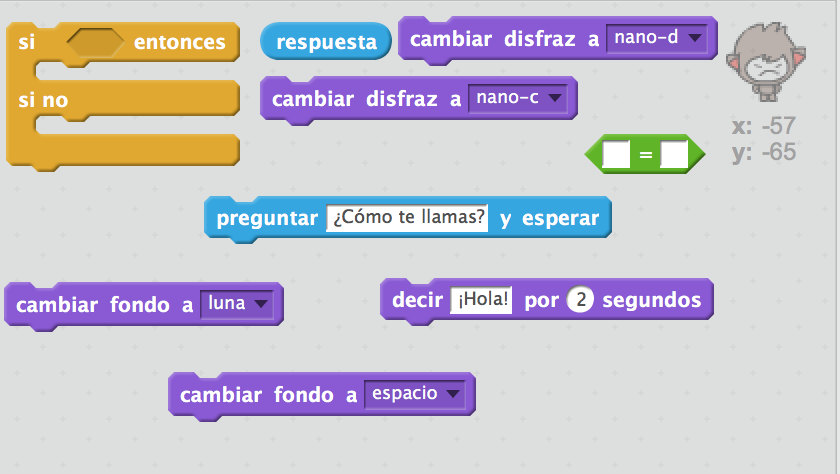 si entonces
si no
respuesta
cambiar disfraz a nano-d
cambiar disfraz a nano-c
x: -57
y: -65
=
preguntar ¿Cómo te llamas? y esperar
cambiar fondo a luna
decir ¡Hola! por 2 segundos
cambiar fondo a espacio